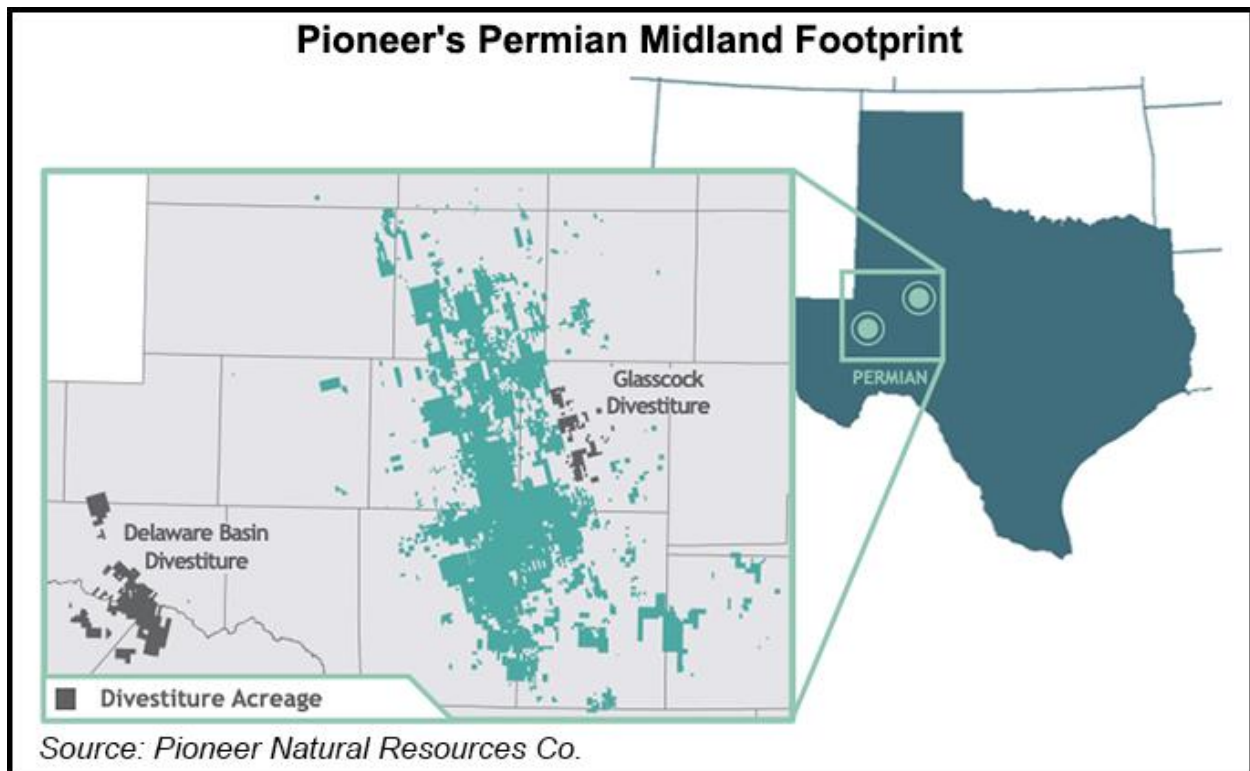 Pioneer's Permian Midland Footprint
PERMIAN
Glasscock
Divestiture
Delaware Basin
Divestiture
Divestiture Acreage
Source: Pioneer Natural Resources Co.